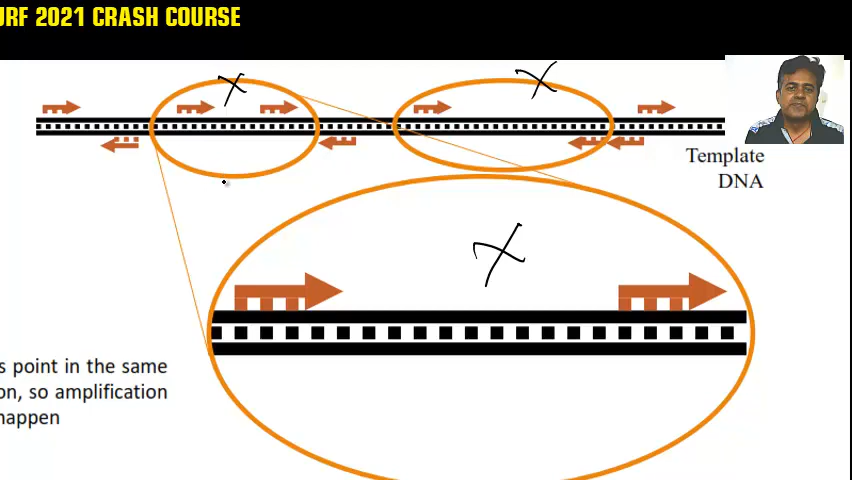 URF 2021 CRASH COURSE
Template
DNA
s point in the same
on, so amplification
happen